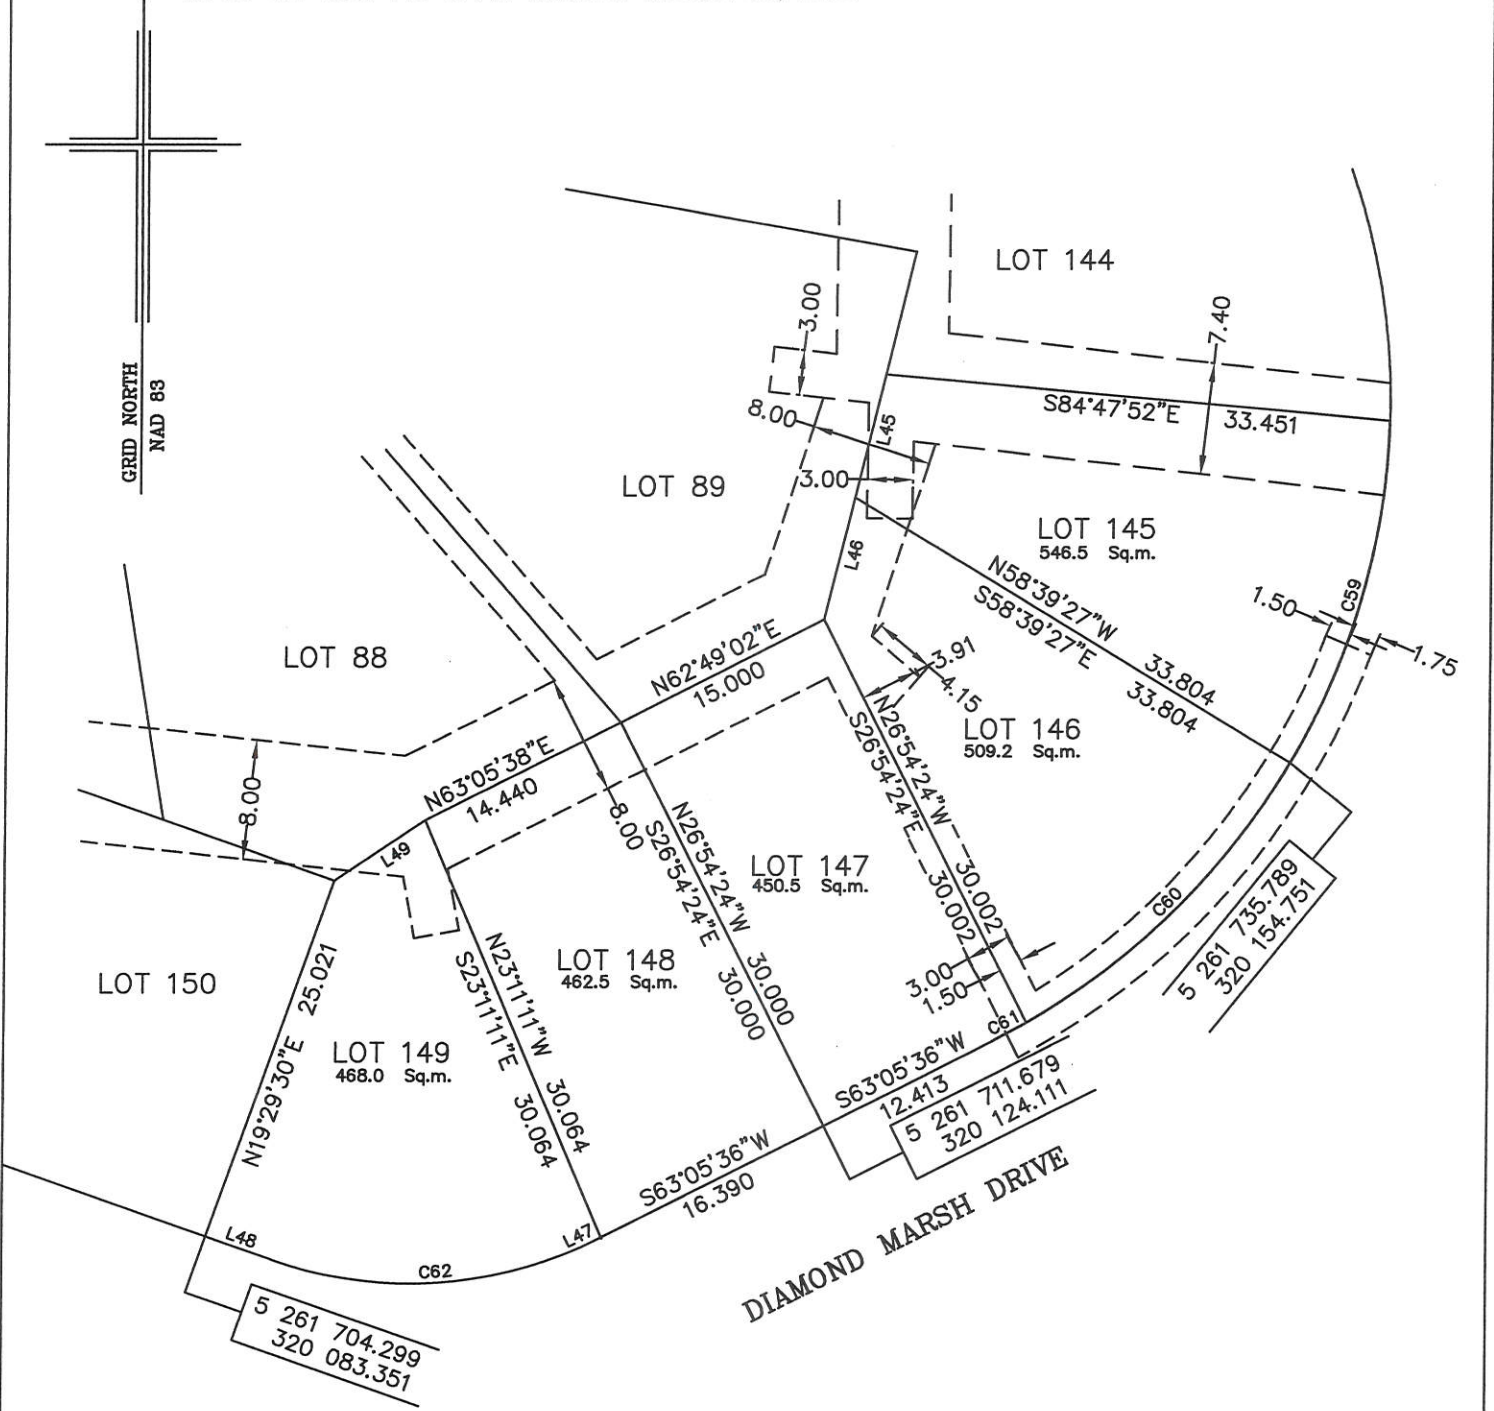 GRID NORTH
NAD 83
LOT 144
7.40
3.00
S84°47'52"E 33.451
8.00
L45
3.00
LOT 89
LOT 145
546.5 Sq.m.
L46
N58°39'27"W 33.804
S58°39'27"E 33.804
1.50
C59
1.75
LOT 88
N62°49'02"E
15.000
3.91
4.15
LOT 146
509.2 Sq.m.
N63°05'38"E
14.440
8.00
8.00
L49
N26°54'24"W 30.002
S26°54'24"E 30.002
LOT 147
450.5 Sq.m.
N26°54'24"W 30.000
S26°54'24"E 30.000
C60
5 261 735.789
320 154.751
LOT 150
LOT 148
462.5 Sq.m.
N23°11'11"W 30.064
S23°11'11"E 30.064
3.00
1.50
C61
LOT 149
468.0 Sq.m.
N19°29'30"E 25.021
S63°05'36"W
12.413
5 261 711.679
320 124.111
S63°05'36"W
16.390
L47
L48
C62
DIAMOND MARSH DRIVE
5 261 704.299
320 083.351